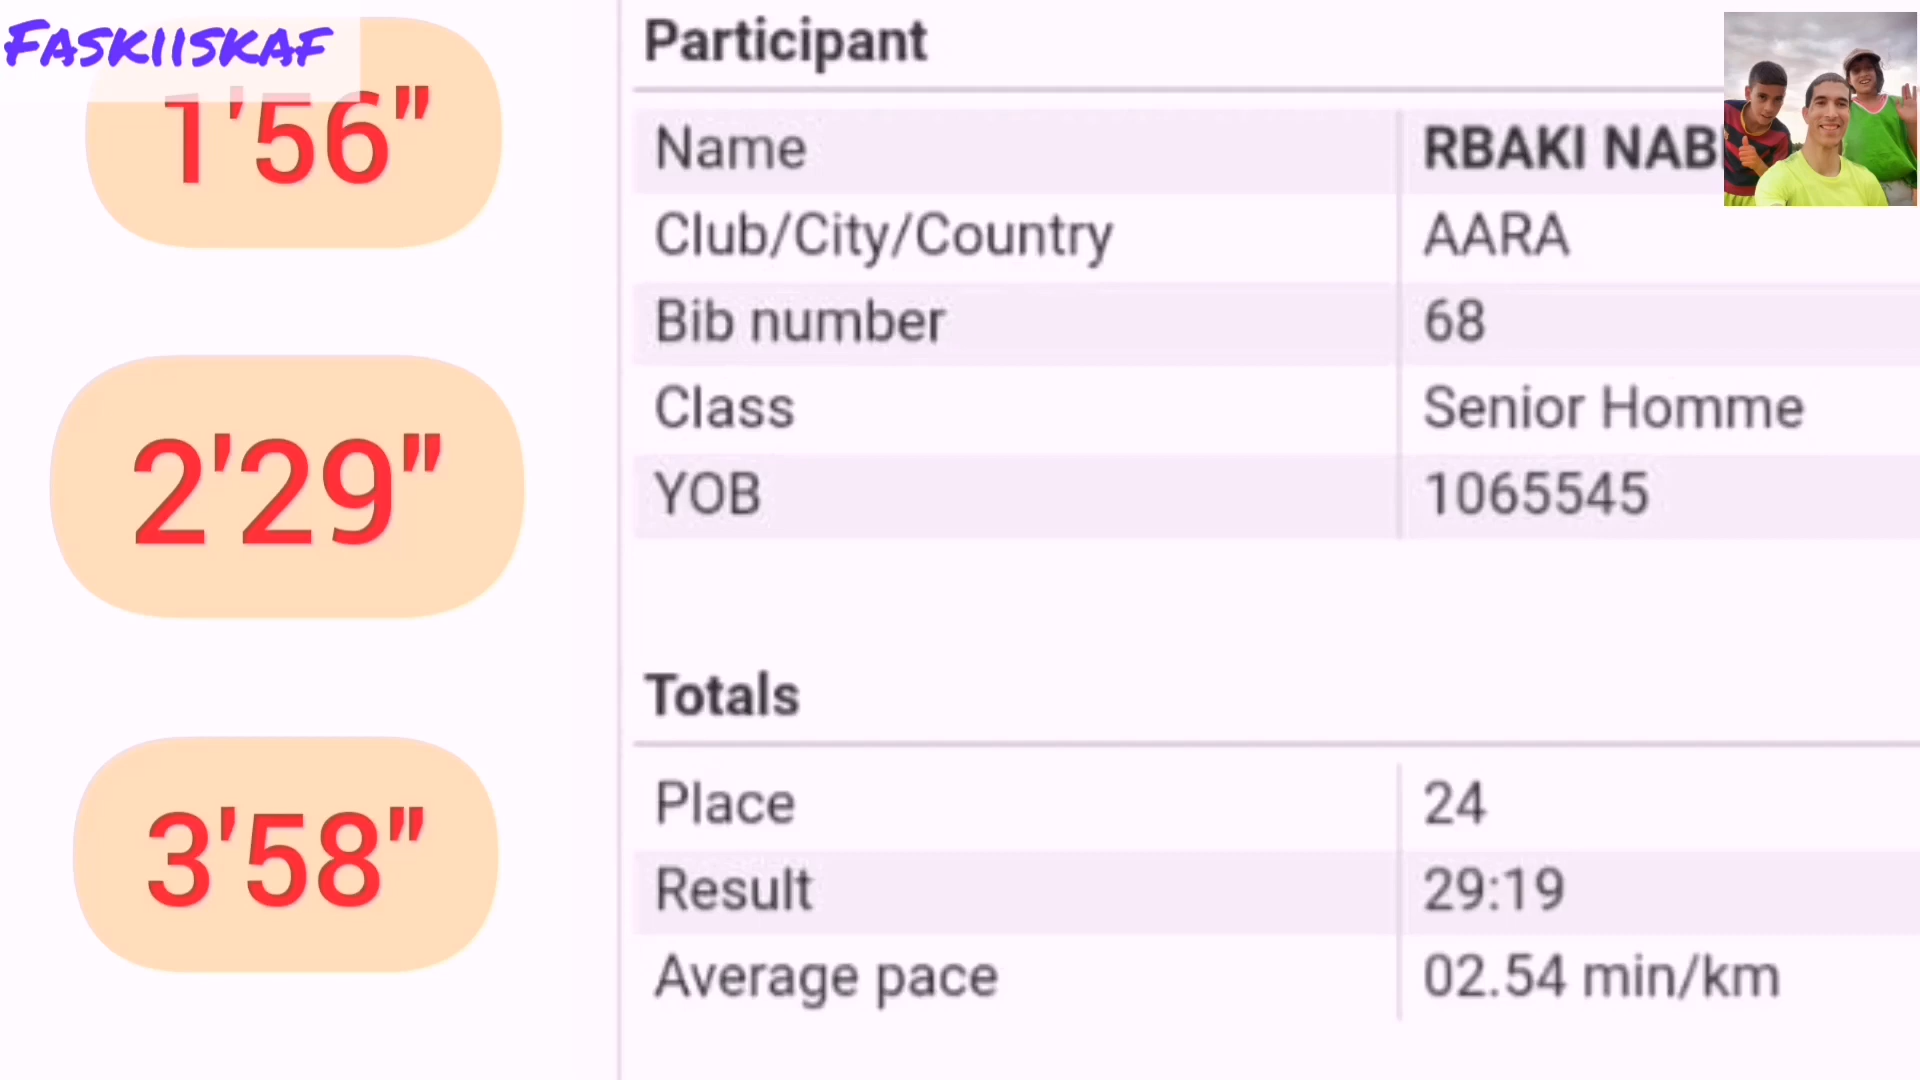 FASKIISKAF
1'56"
2'29"
3'58"
Participant
Name RBAKI
Club/City/Country AARA
Bib number 68
Class Senior Homme
YOB 1065545
Totals
Place 24
Result 29:19
Average pace 02.54 min/km